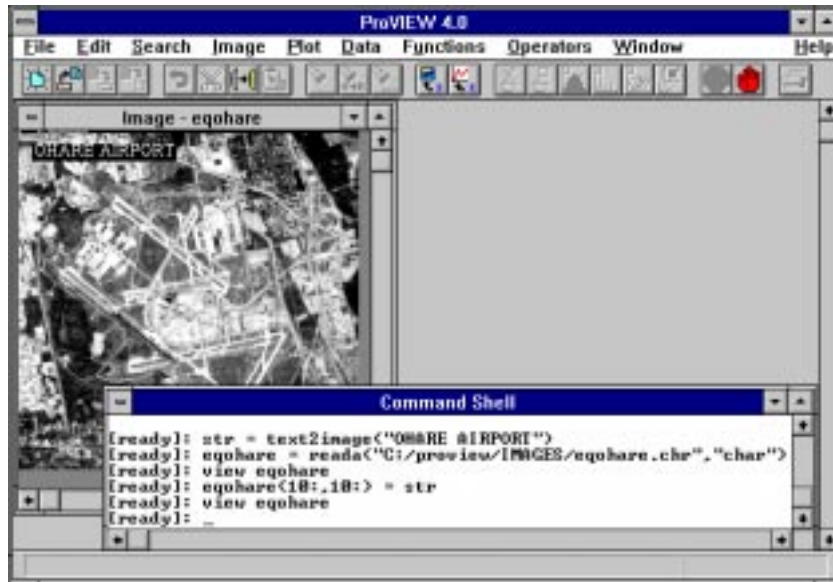 ProVIEW 4.0
File Edit Search Image Plot Data Functions Operators Window Help
Image - eqohare
OHARE AIRPORT
Command Shell
[ready]: str = text2image("OHARE AIRPORT")
[ready]: eqohare = reada("C:/proview/IMAGES/eqohare.chr","char")
[ready]: view eqohare
[ready]: eqohare(10:,10:) = str
[ready]: view eqohare
[ready]: _